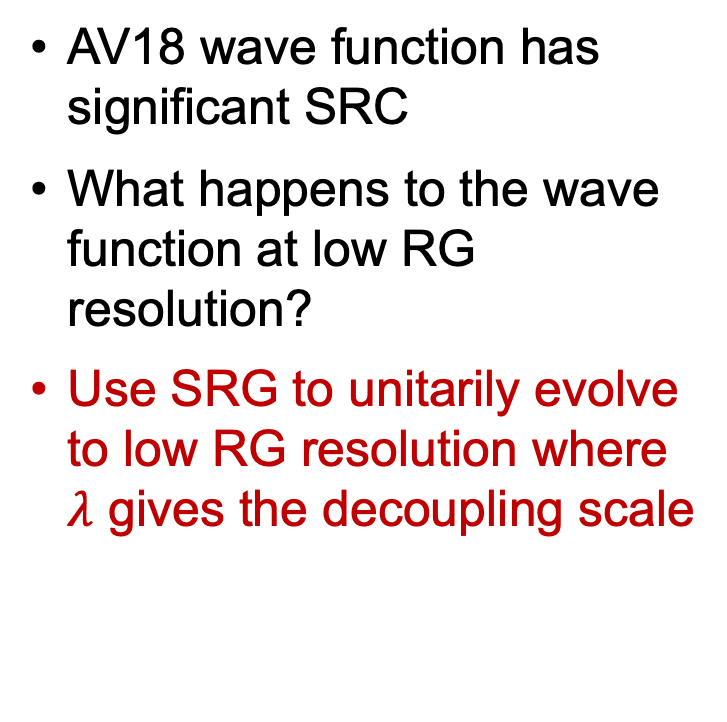 • AV18 wave function has
significant SRC
• What happens to the wave
function at low RG
resolution?
• Use SRG to unitarily evolve
to low RG resolution where
λ gives the decoupling scale